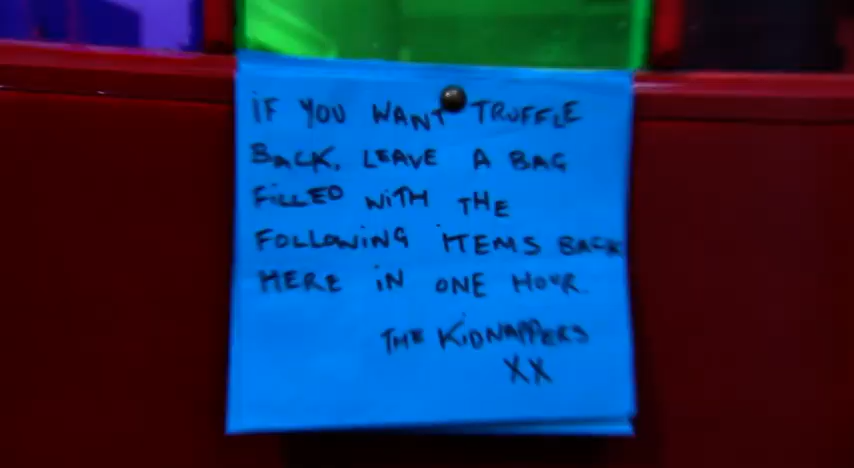 IF YOU WANT TRUFFLE
BACK, LEAVE A BAG
FILLED WITH THE
FOLLOWING ITEMS BACK
HERE IN ONE HOUR.
THE KIDNAPPERS
XX